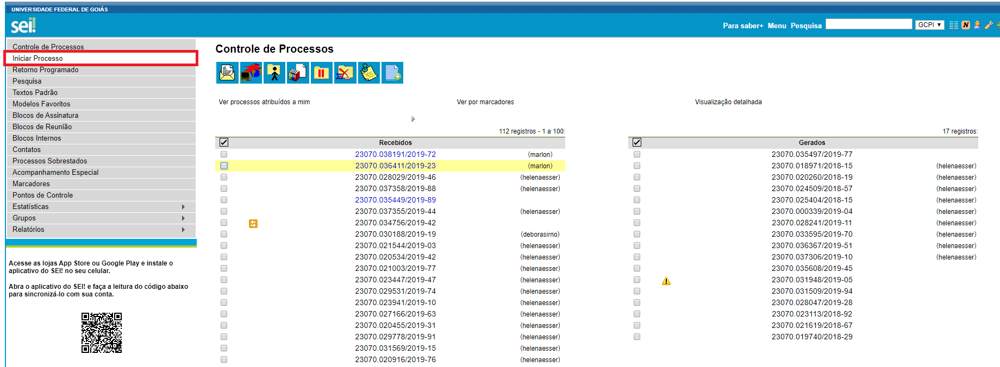 UNIVERSIDADE FEDERAL DE GOIÁS
sei!
Para saber+ Menu Pesquisa GCPI
Controle de Processos
Iniciar Processo
Retorno Programado
Pesquisa
Textos Padrão
Modelos Favoritos
Blocos de Assinatura
Blocos de Reunião
Blocos Internos
Contatos
Processos Sobrestados
Acompanhamento Especial
Marcadores
Pontos de Controle
Estatísticas
Grupos
Relatórios
Acesse as lojas App Store ou Google Play e instale o
aplicativo do SEI! no seu celular.
Abra o aplicativo do SEI! e faça a leitura do código abaixo
para sincronizá-lo com sua conta.
Controle de Processos
Ver processos atribuídos a mim Ver por marcadores Visualização detalhada
112 registros - 1 a 100:
Recebidos
23070.038191/2019-72 (marlon)
23070.036411/2019-23 (marlon)
23070.028029/2019-46 (helenaesser)
23070.037358/2019-88 (helenaesser)
23070.035449/2019-89
23070.037355/2019-44 (helenaesser)
23070.034756/2019-42
23070.030188/2019-19 (deborasirno)
23070.021544/2019-03 (helenaesser)
23070.020534/2019-42 (helenaesser)
23070.021003/2019-77 (helenaesser)
23070.023447/2019-47 (helenaesser)
23070.029531/2019-74 (helenaesser)
23070.023941/2019-10 (helenaesser)
23070.027166/2019-63 (helenaesser)
23070.020455/2019-31 (helenaesser)
23070.029778/2019-91 (helenaesser)
23070.031569/2019-15 (helenaesser)
23070.020916/2019-76 (helenaesser)
17 registros:
Gerados
23070.035497/2019-77
23070.018971/2018-15 (helenaesser)
23070.020260/2018-19 (helenaesser)
23070.024509/2018-57 (helenaesser)
23070.025404/2018-15 (helenaesser)
23070.000339/2019-04 (helenaesser)
23070.028241/2019-11 (helenaesser)
23070.033595/2019-70 (helenaesser)
23070.036367/2019-51 (helenaesser)
23070.037306/2019-10 (helenaesser)
23070.035608/2019-45
23070.031948/2019-05
23070.031509/2019-94
23070.028047/2019-28
23070.023113/2018-92
23070.021619/2018-67
23070.019740/2018-29